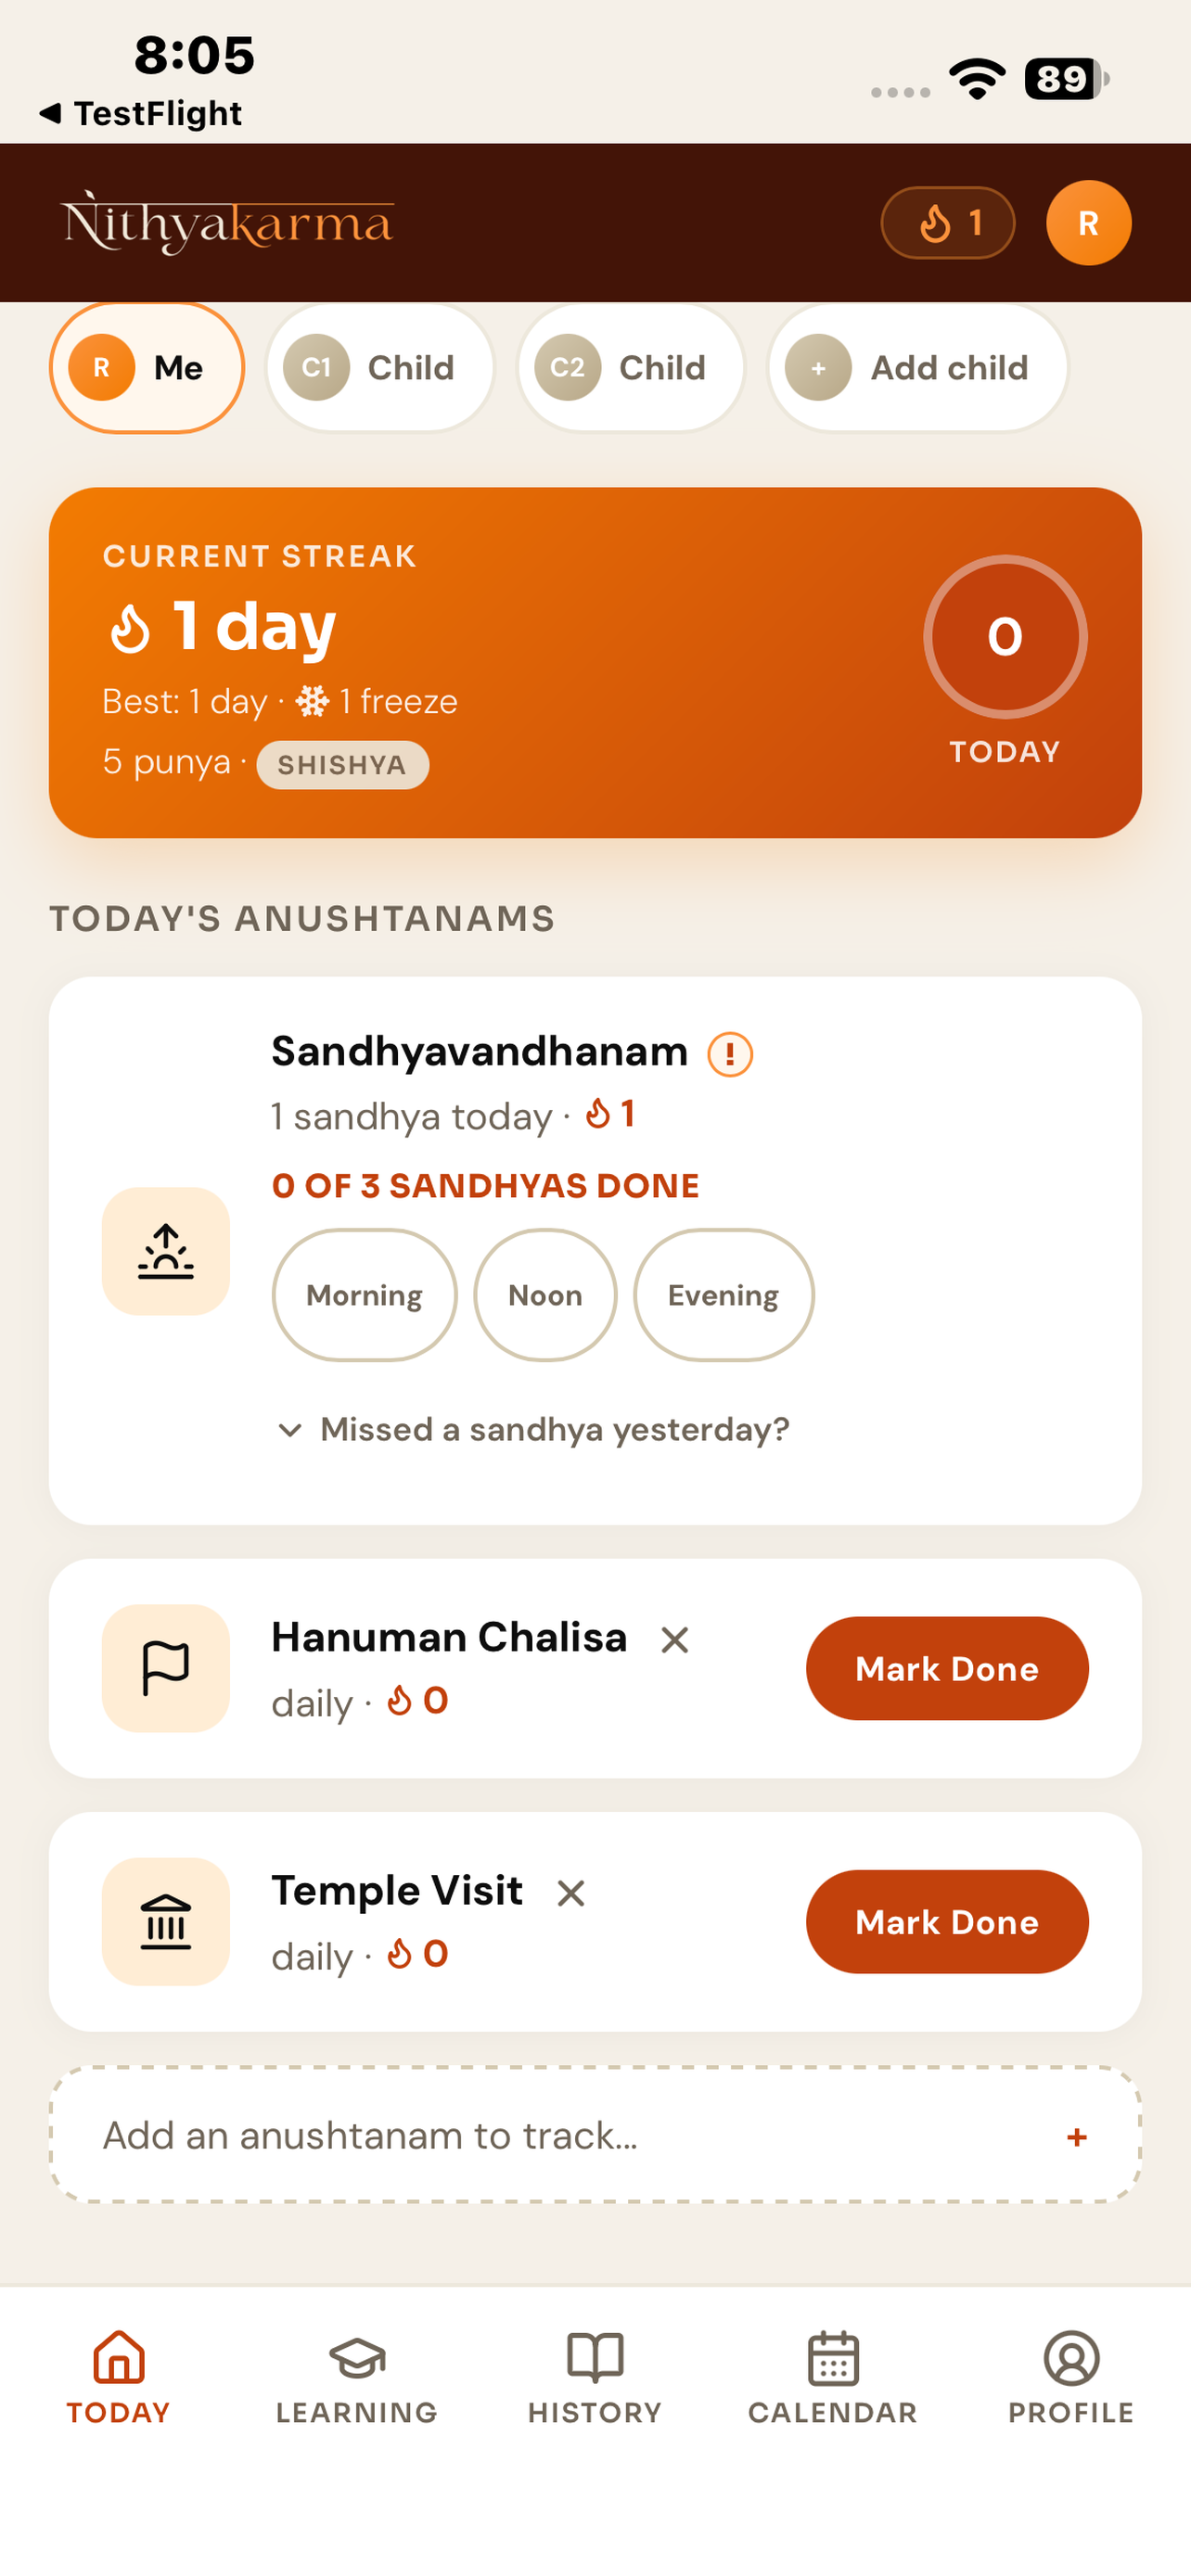 8:05
89
◀ TestFlight
Nithyakarma
1
R
R Me
C1 Child
C2 Child
+ Add child
CURRENT STREAK
1 day
Best: 1 day · ❄ 1 freeze
5 punya · SHISHYA
0
TODAY
TODAY'S ANUSHTANAMS
Sandhyavandhanam !
1 sandhya today · 1
0 OF 3 SANDHYAS DONE
Morning
Noon
Evening
Missed a sandhya yesterday?
Hanuman Chalisa
daily · 0
Mark Done
Temple Visit
daily · 0
Mark Done
Add an anushtanam to track...
+
TODAY
LEARNING
HISTORY
CALENDAR
PROFILE